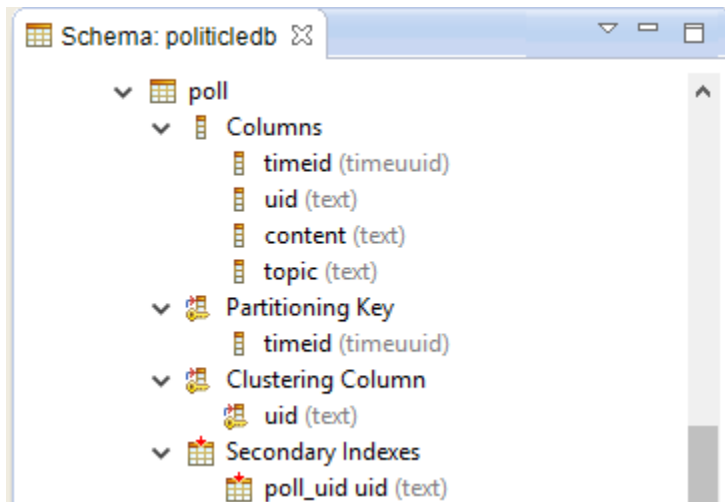 Schema: politicledb
poll
Columns
timeid (timeuuid)
uid (text)
content (text)
topic (text)
Partitioning Key
timeid (timeuuid)
Clustering Column
uid (text)
Secondary Indexes
poll_uid uid (text)